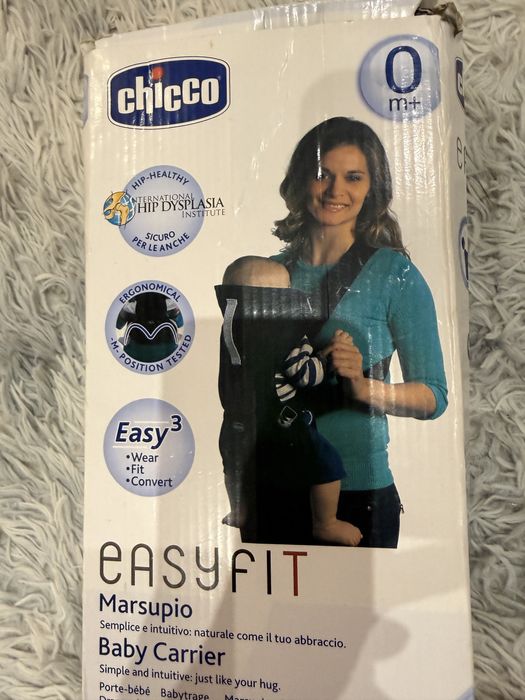 chicco
0
m+
HIP-HEALTHY
INTERNATIONAL
HIP DYSPLASIA
INSTITUTE
SICURO
PER LE ANCHE
ERGONOMICAL
-M- POSITION TESTED
Easy³
•Wear
•Fit
•Convert
easyfit
Marsupio
Semplice e intuitivo: naturale come il tuo abbraccio.
Baby Carrier
Simple and intuitive: just like your hug.
Porte-bébé Babytrage